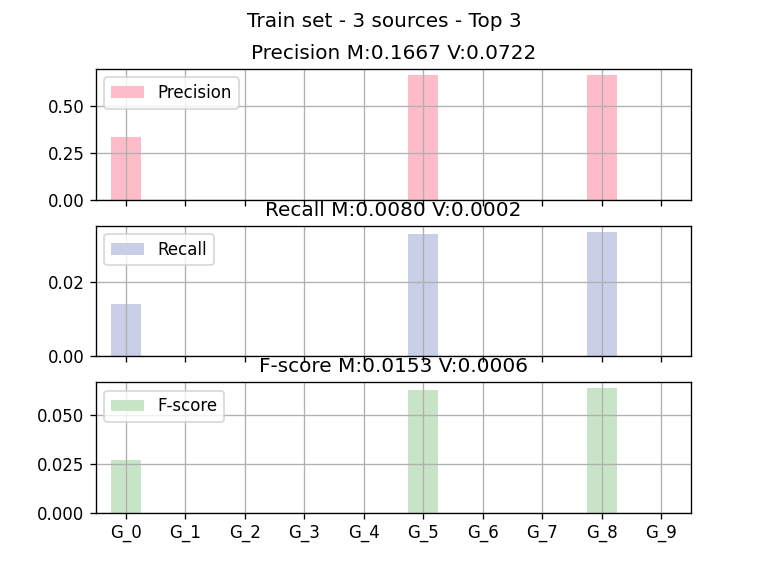 Train set - 3 sources - Top 3
Precision M:0.1667 V:0.0722
Precision
0.50
0.25
0.00
Recall M:0.0080 V:0.0002
Recall
0.02
0.00
F-score M:0.0153 V:0.0006
F-score
0.050
0.025
0.000
G_0 G_1 G_2 G_3 G_4 G_5 G_6 G_7 G_8 G_9